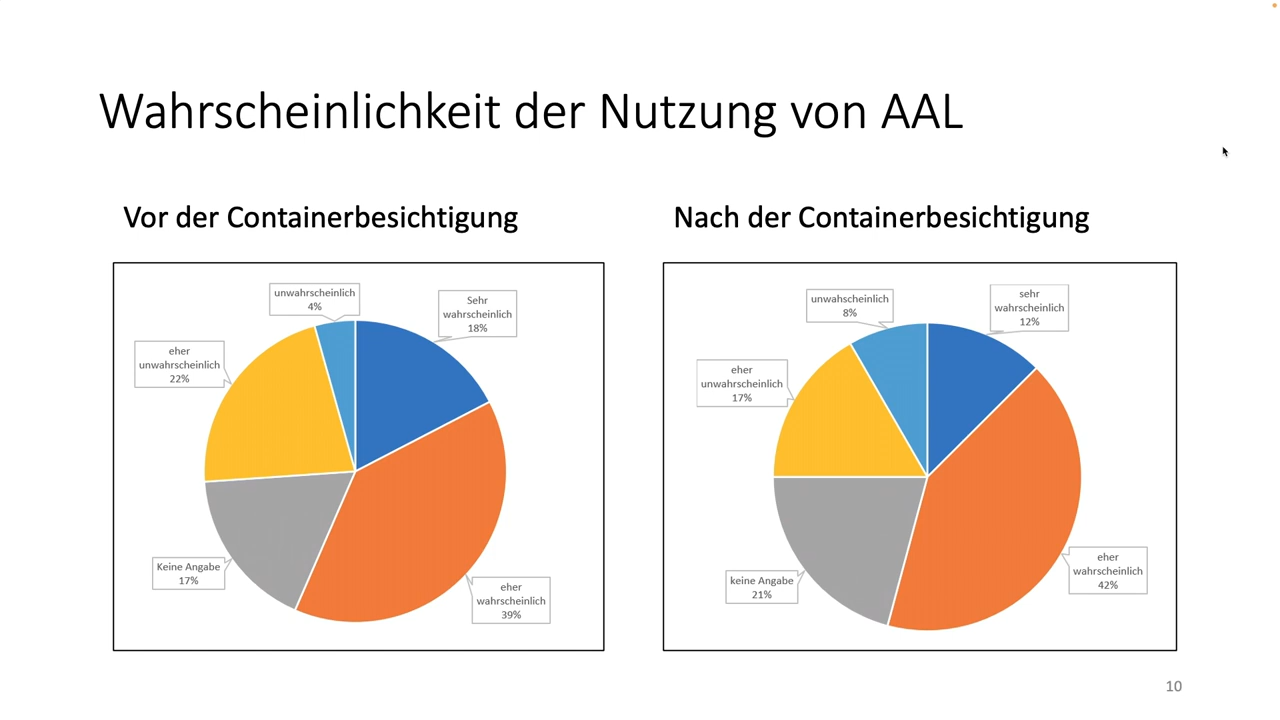 Wahrscheinlichkeit der Nutzung von AAL
Vor der Containerbesichtigung
unwahrscheinlich
4%
Sehr
wahrscheinlich
18%
eher
unwahrscheinlich
22%
Keine Angabe
17%
eher
wahrscheinlich
39%
Nach der Containerbesichtigung
unwahscheinlich
8%
sehr
wahrscheinlich
12%
eher
unwahrscheinlich
17%
keine Angabe
21%
eher
wahrscheinlich
42%
10